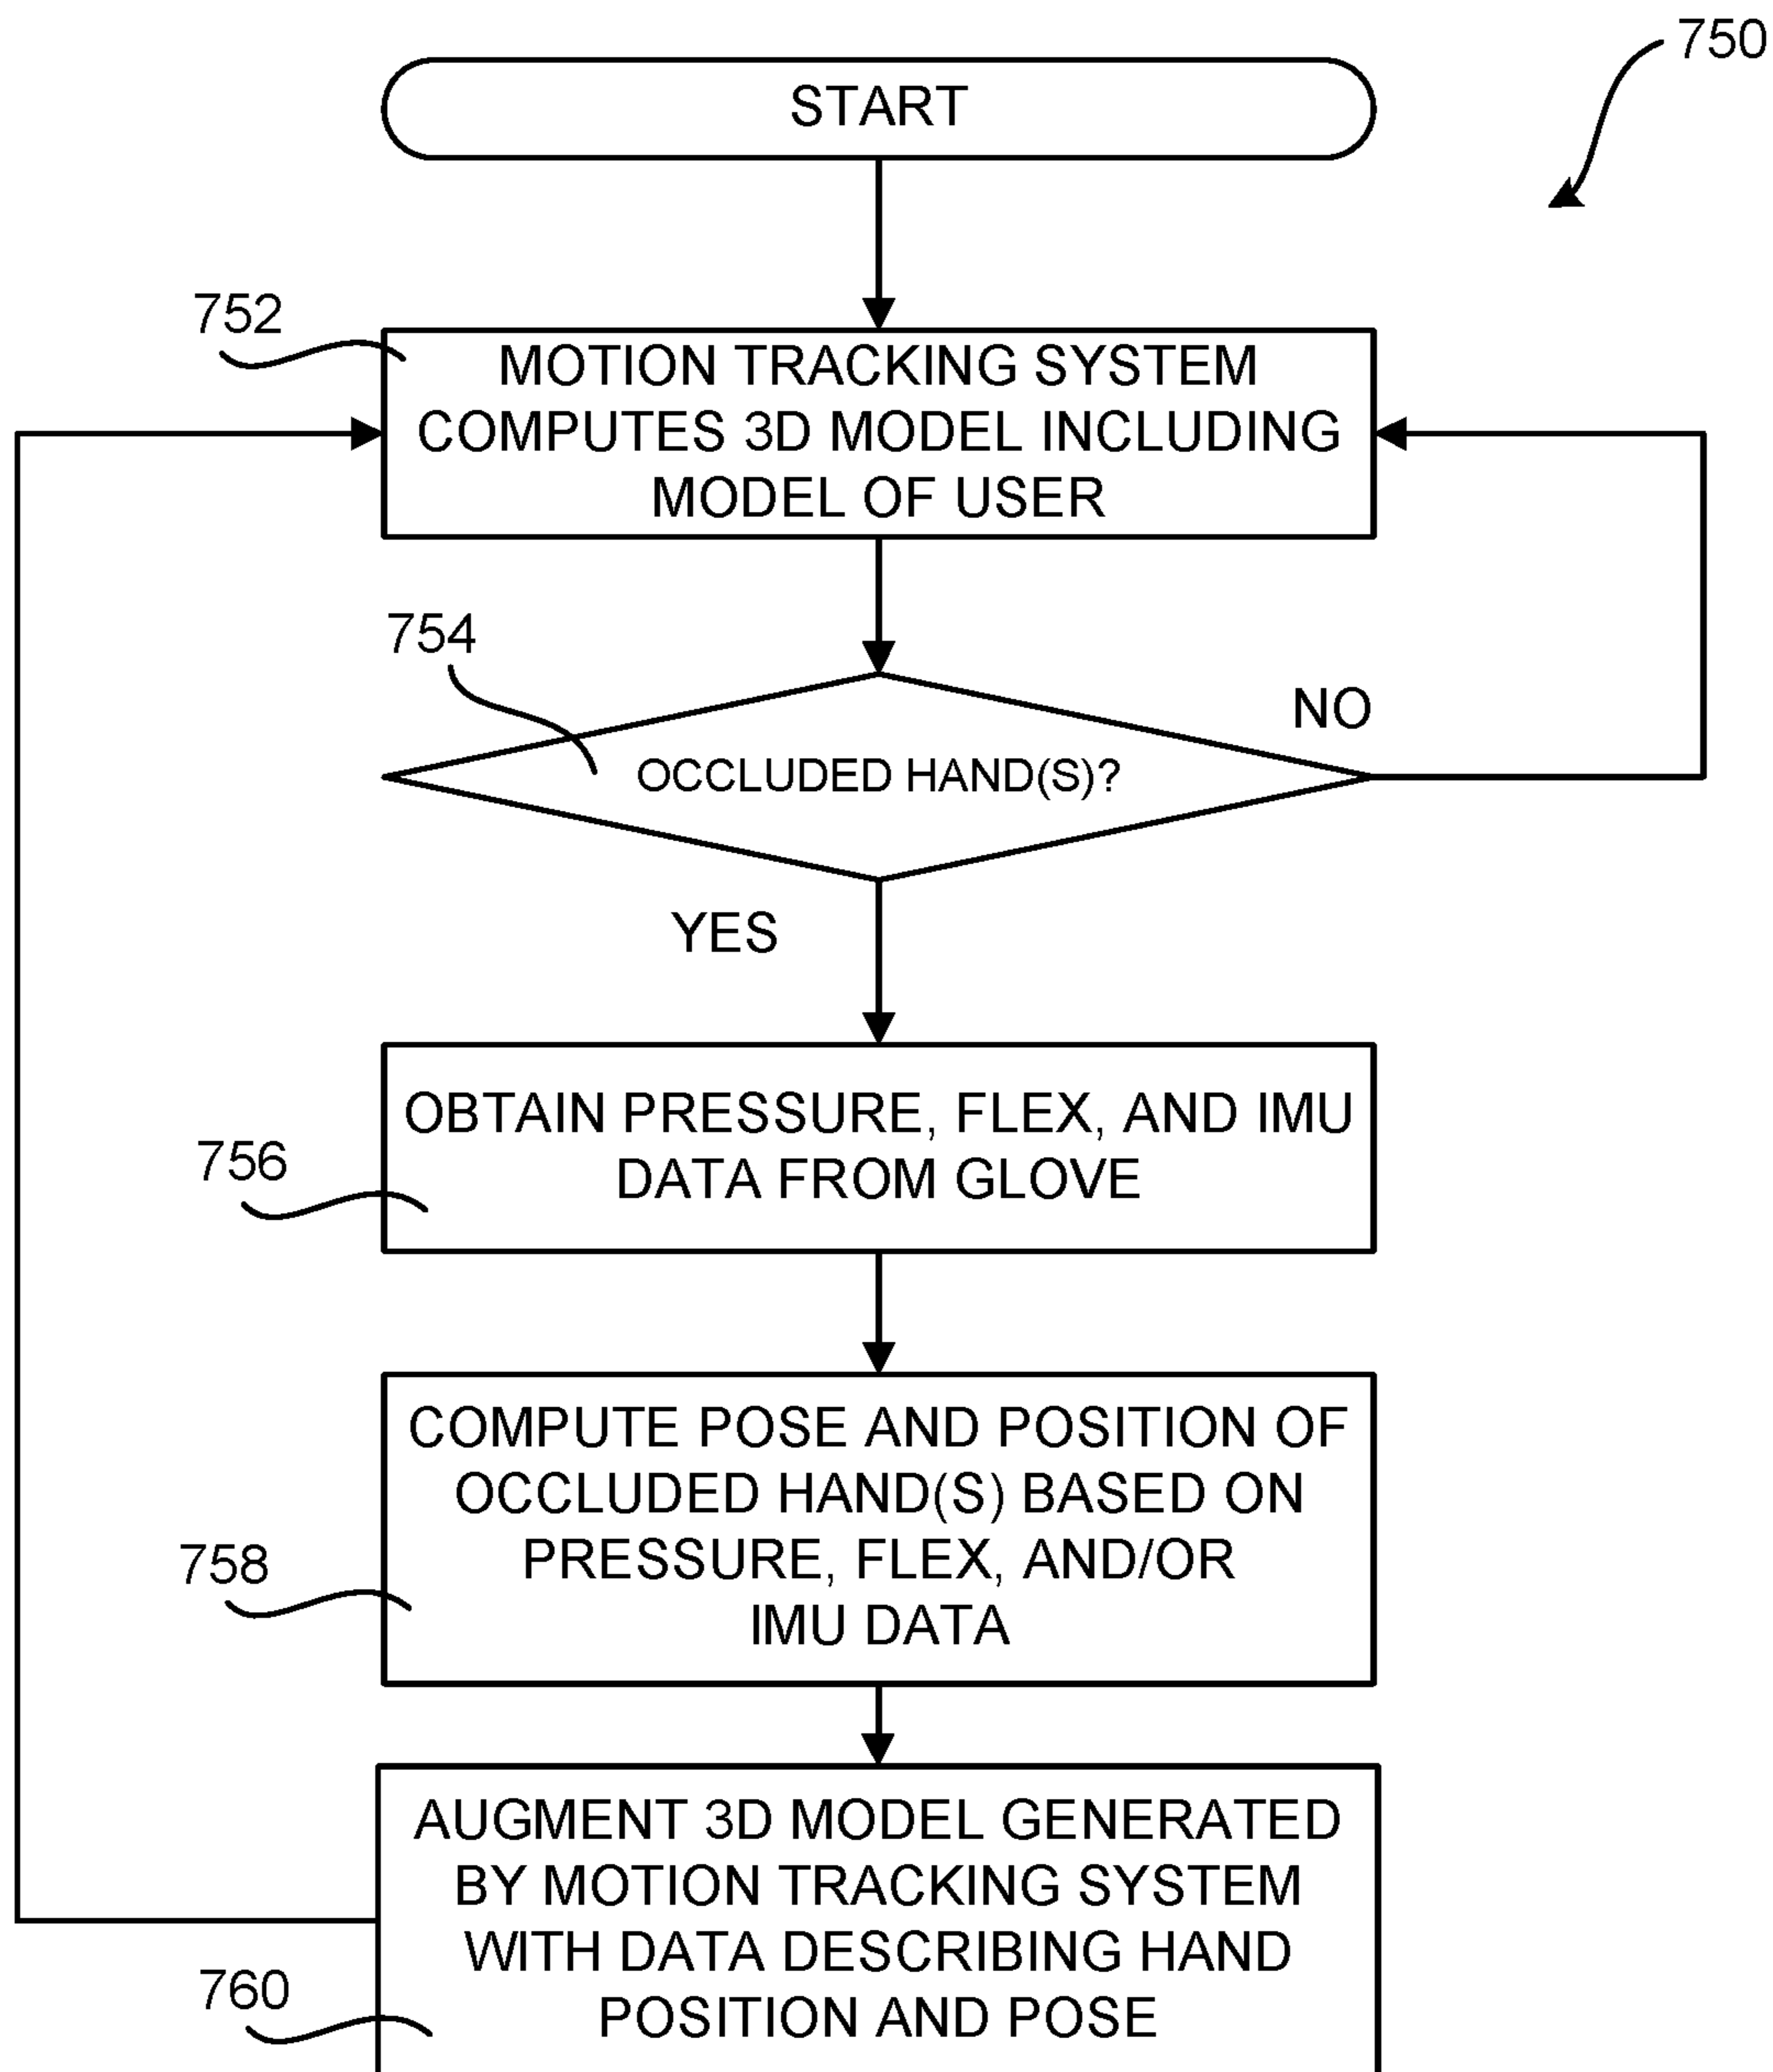 750
START
752
MOTION TRACKING SYSTEM
COMPUTES 3D MODEL INCLUDING
MODEL OF USER
754
NO
OCCLUDED HAND(S)?
YES
OBTAIN PRESSURE, FLEX, AND IMU
DATA FROM GLOVE
756
COMPUTE POSE AND POSITION OF
OCCLUDED HAND(S) BASED ON
PRESSURE, FLEX, AND/OR
IMU DATA
758
AUGMENT 3D MODEL GENERATED
BY MOTION TRACKING SYSTEM
WITH DATA DESCRIBING HAND
POSITION AND POSE
760